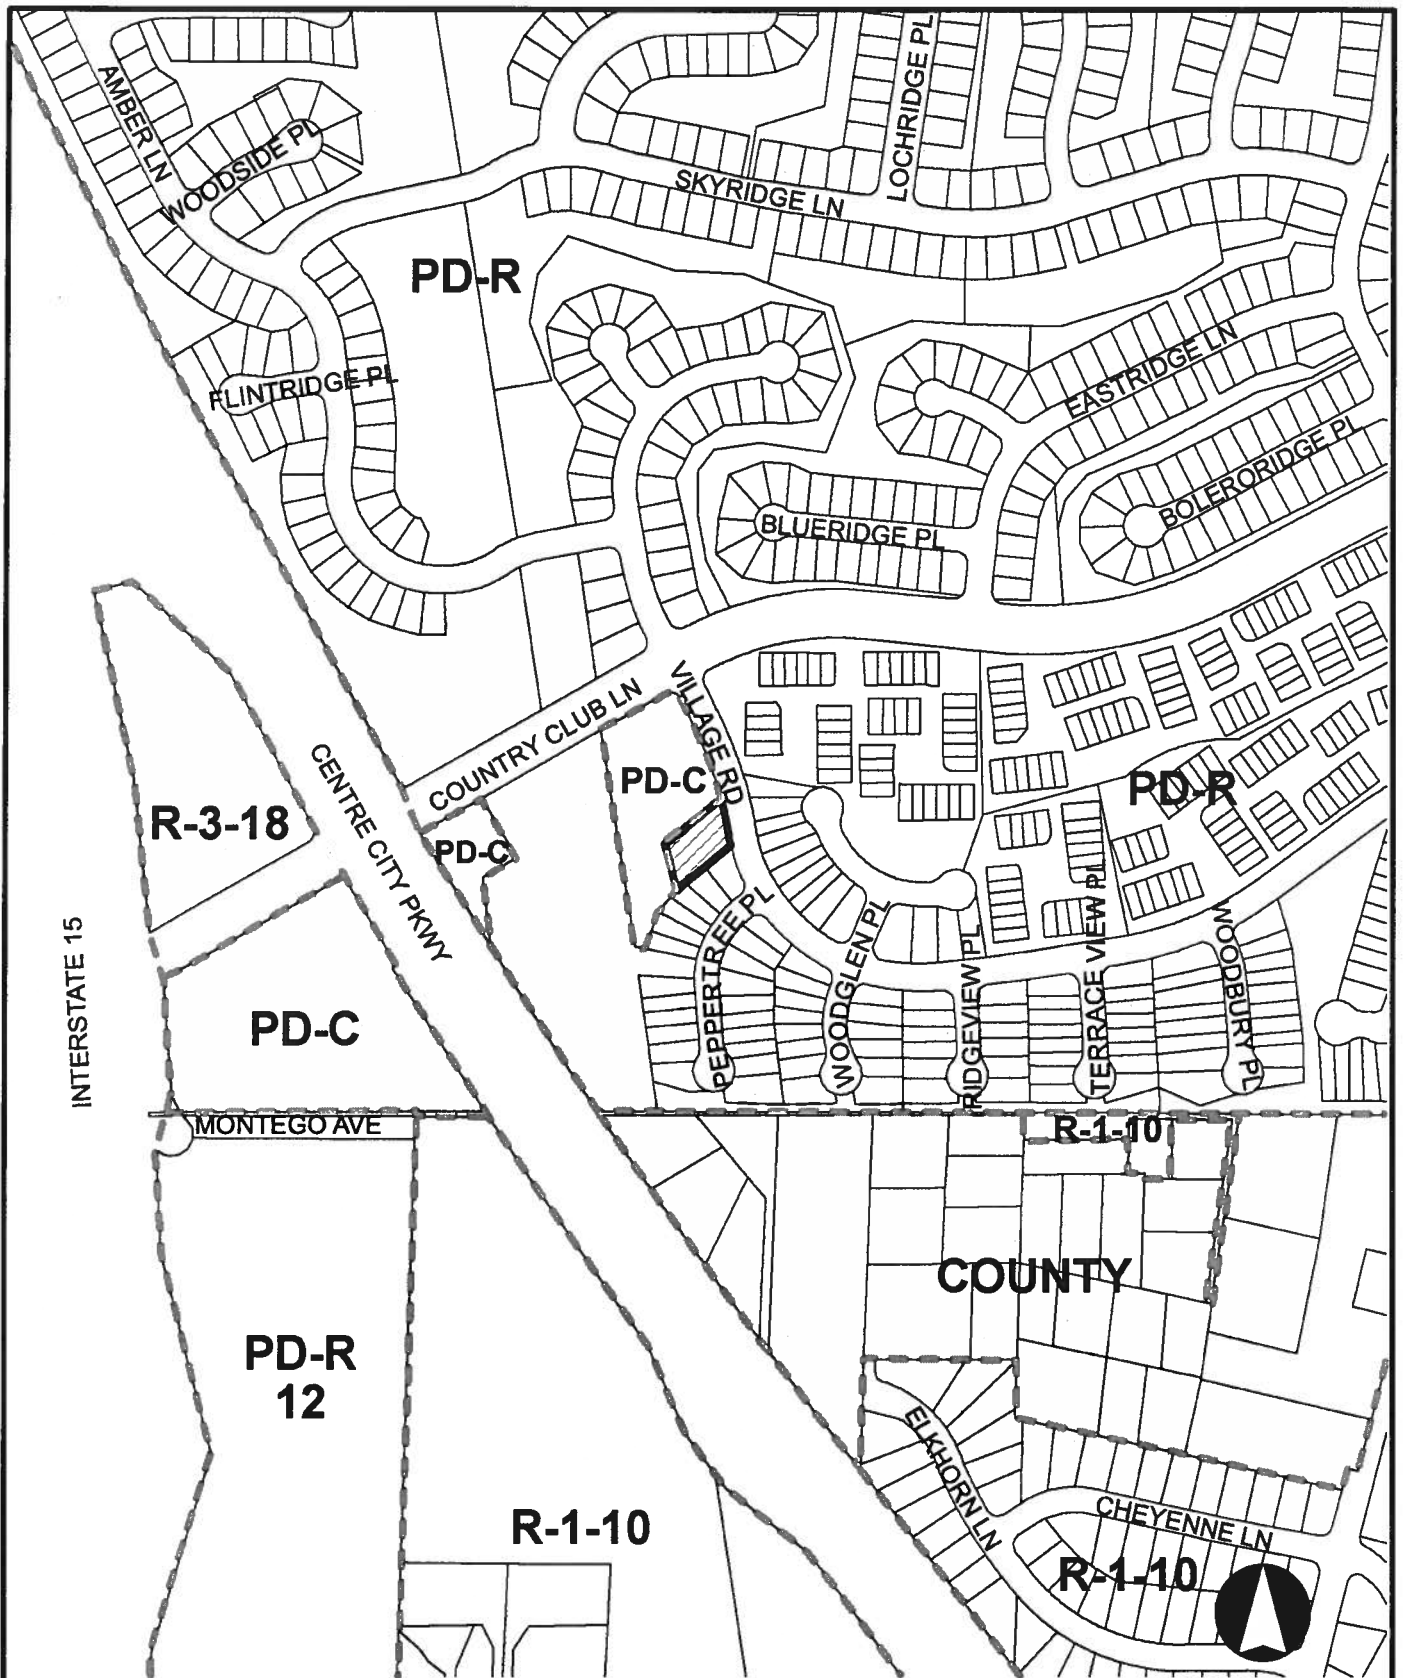 AMBER LN
WOODSIDE PL
LOCHRIDGE PL
SKYRIDGE LN
PD-R
FLINTRIDGE PL
EASTRIDGE LN
BOLERORIDGE PL
BLUERIDGE PL
VILLAGE RD
COUNTRY CLUB LN
CENTRE CITY PKWY
PD-C
PD-R
R-3-18
PD-C
INTERSTATE 15
PEPPERTREE PL
WOODGLEN PL
RIDGEVIEW PL
TERRACE VIEW PL
WOODBURY PL
PD-C
MONTEGO AVE
R-1-10
COUNTY
PD-R
12
ELKHORN LN
CHEYENNE LN
R-1-10
R-1-10